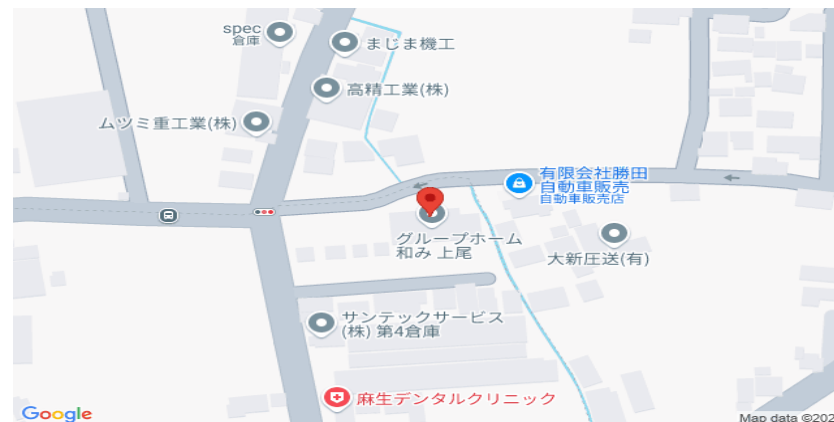 spec
倉庫
まじま機工
高精工業(株)
ムツミ重工業(株)
有限会社勝田
自動車販売
自動車販売店
グループホーム
和み 上尾
大新圧送(有)
サンテックサービス
(株) 第4倉庫
麻生デンタルクリニック
Google
Map data ©202